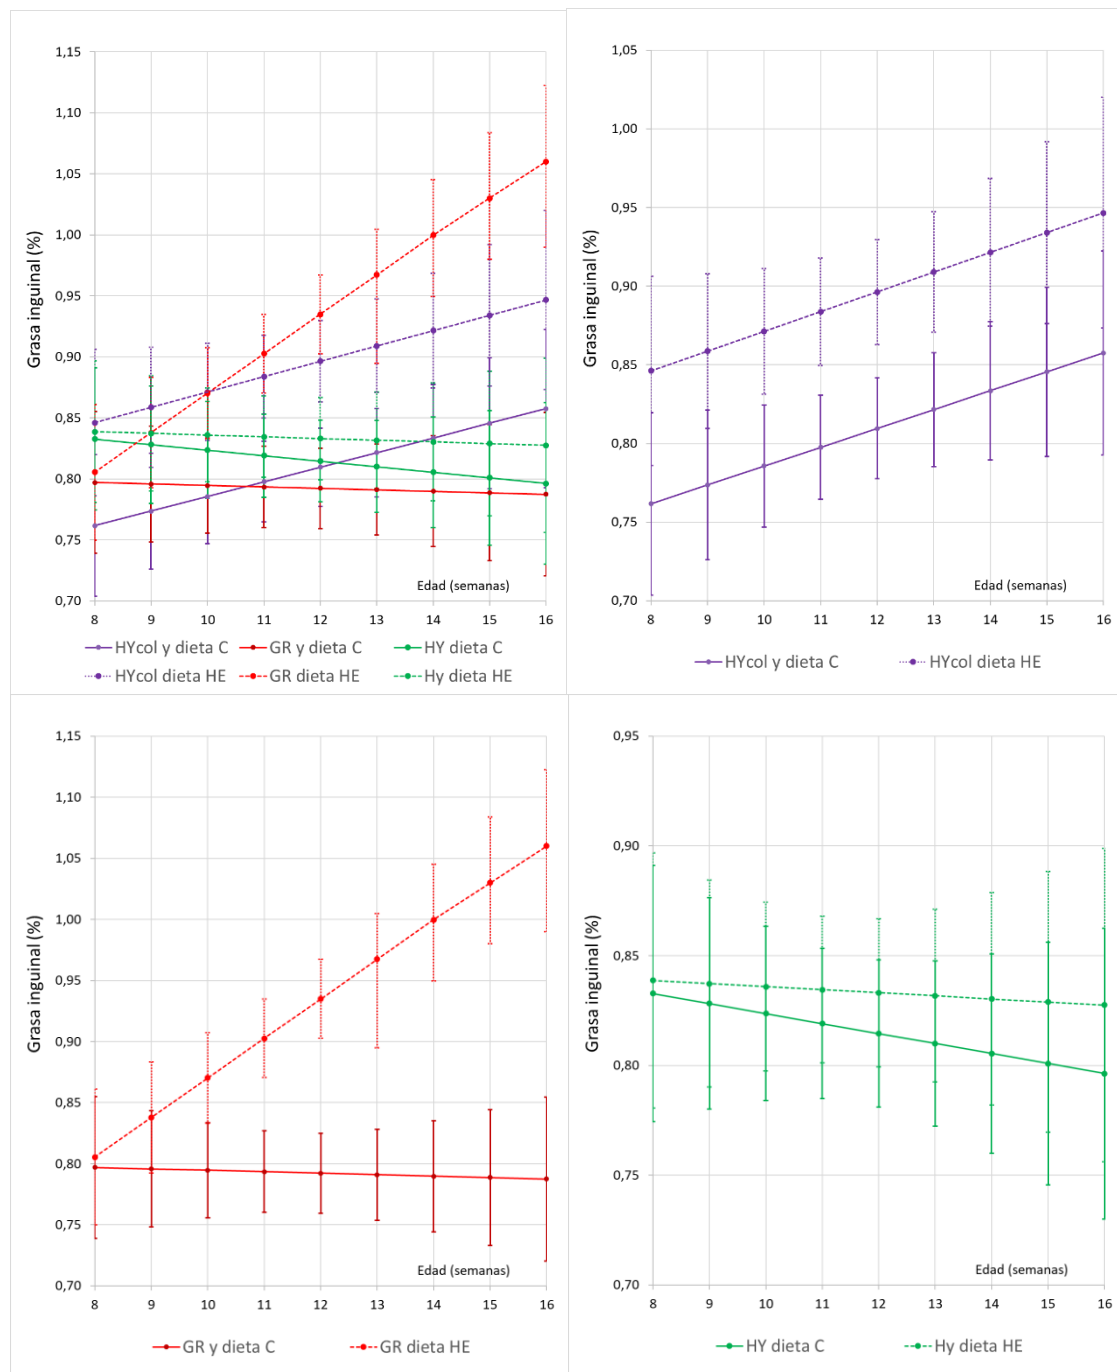 1,15
1,10
1,05
1,00
0,95
0,90
0,85
0,80
0,75
0,70
Grasa inguinal (%)
Edad (semanas)
8 9 10 11 12 13 14 15 16
HYcol y dieta C GR y dieta C HY dieta C
HYcol dieta HE GR dieta HE Hy dieta HE
1,05
1,00
0,95
0,90
0,85
0,80
0,75
0,70
Grasa inguinal (%)
Edad (semanas)
8 9 10 11 12 13 14 15 16
HYcol y dieta C HYcol dieta HE
1,15
1,10
1,05
1,00
0,95
0,90
0,85
0,80
0,75
0,70
Grasa inguinal (%)
Edad (semanas)
8 9 10 11 12 13 14 15 16
GR y dieta C GR dieta HE
0,95
0,90
0,85
0,80
0,75
0,70
Grasa inguinal (%)
Edad (semanas)
8 9 10 11 12 13 14 15 16
HY dieta C Hy dieta HE